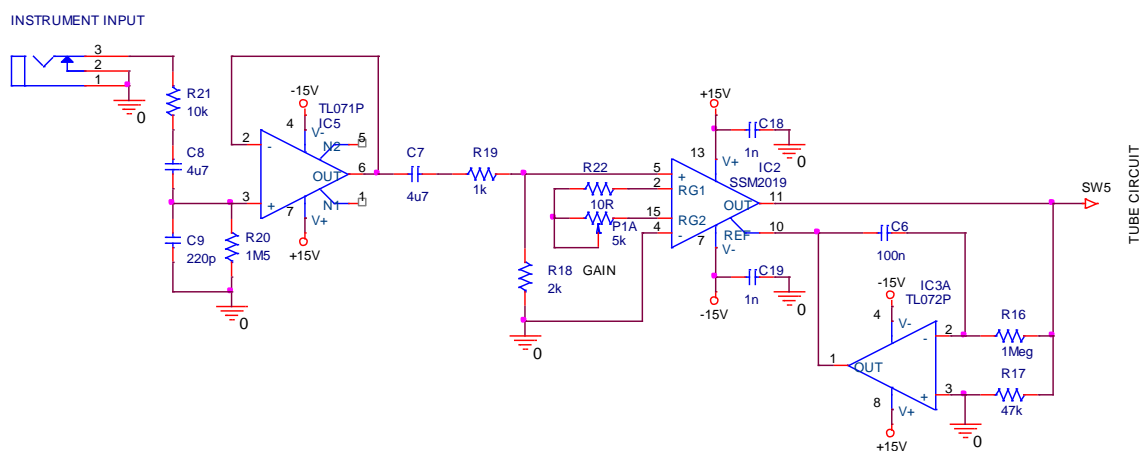 INSTRUMENT INPUT
3
2
1
0
R21
10k
C8
4u7
C9
220p
R20
1M5
0
-15V
TL071P
IC5
4
V-
N2
5
2
-
OUT
6
3
+
7
V+
N1
1
+15V
C7
4u7
R19
1k
R18
2k
0
R22
10R
P1A
5k
GAIN
+15V
C18
1n
0
13
V+
IC2
SSM2019
5
+
2
RG1
15
RG2
4
-
OUT
11
REF
10
7
V-
C19
1n
0
-15V
SW5
TUBE CIRCUIT
C6
100n
-15V
IC3A
TL072P
4
V-
2
-
1
OUT
3
+
8
V+
+15V
0
R16
1Meg
R17
47k